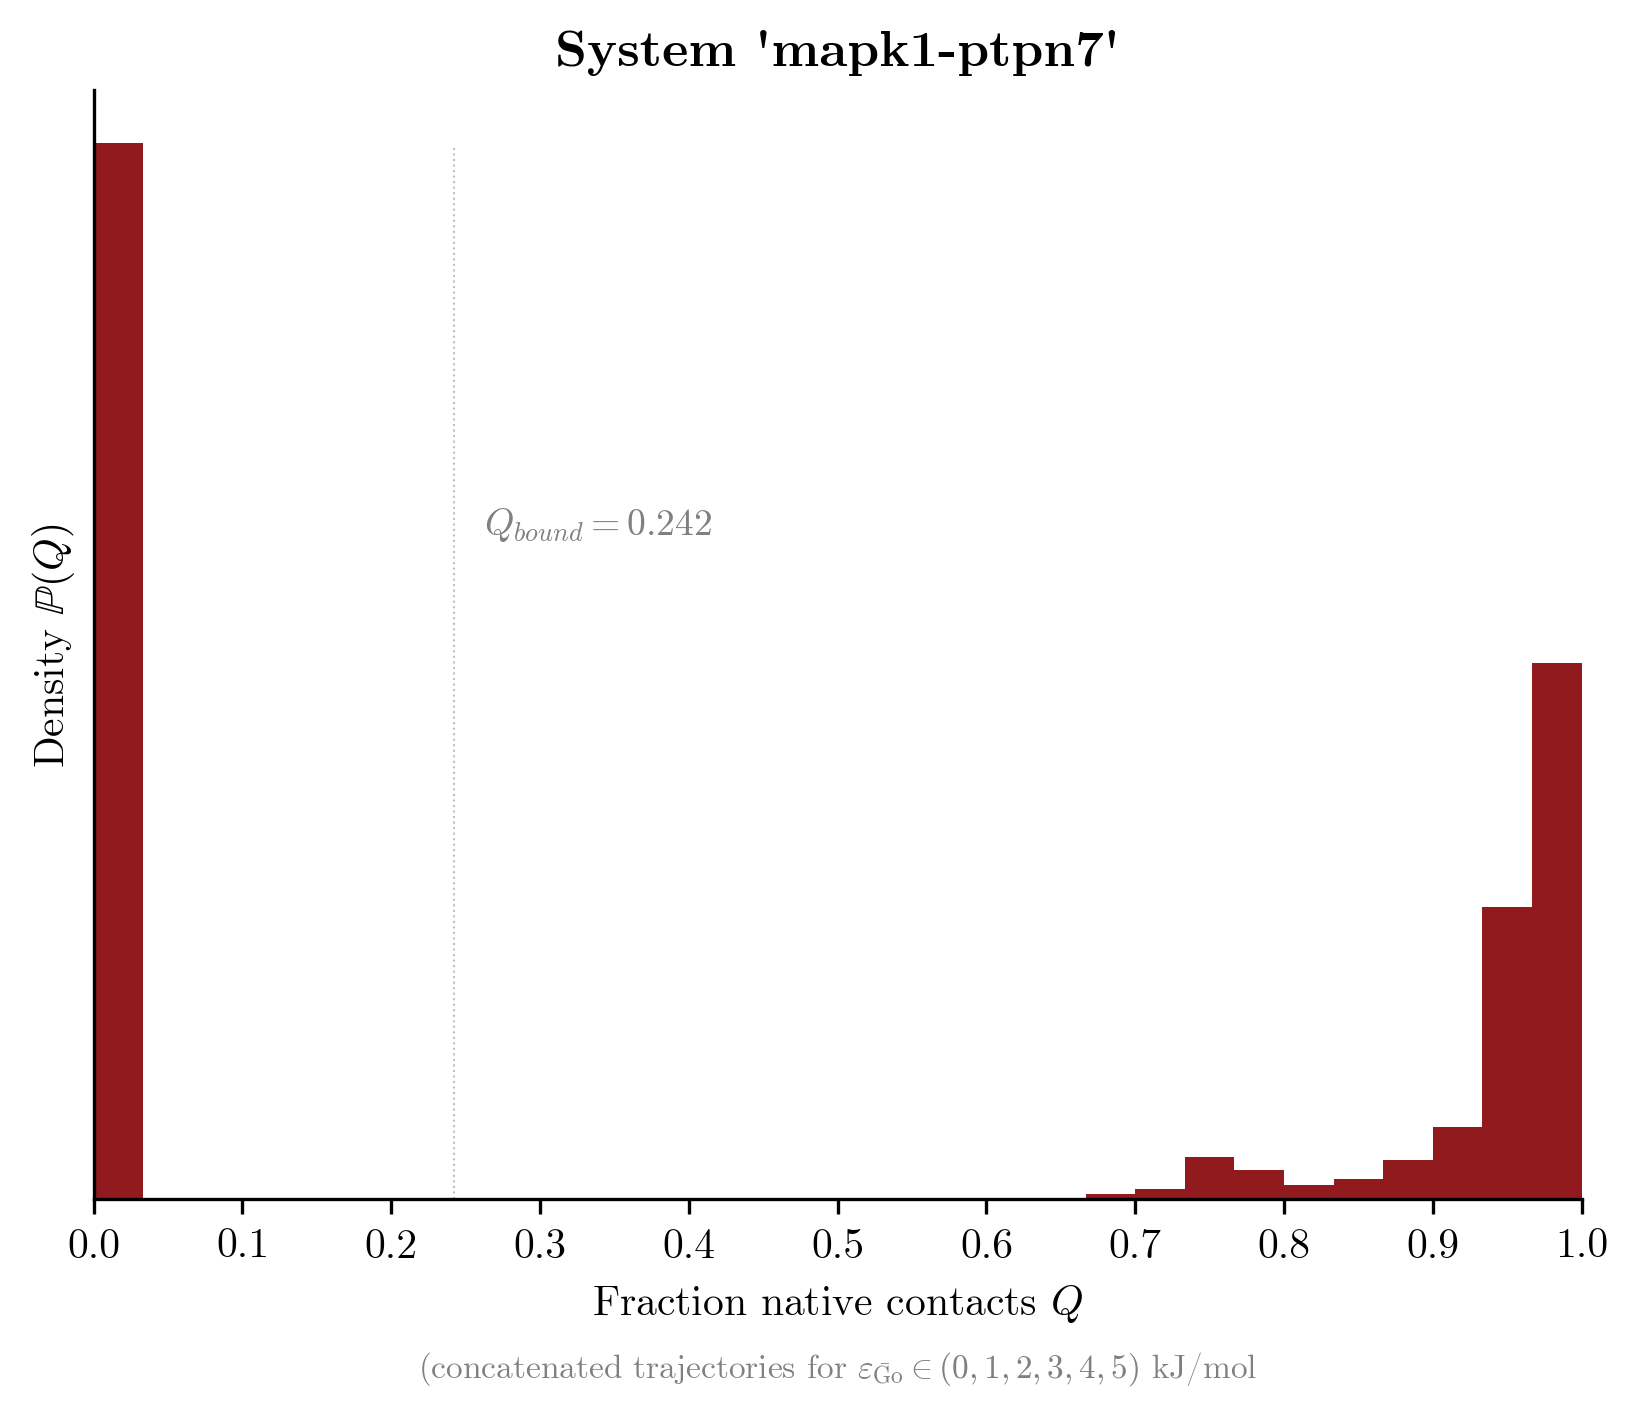 System 'mapk1-ptpn7'
Density ℙ(Q)
Q_bound = 0.242
0.0 0.1 0.2 0.3 0.4 0.5 0.6 0.7 0.8 0.9 1.0
Fraction native contacts Q
(concatenated trajectories for ε_Ḡo ∈ (0, 1, 2, 3, 4, 5) kJ/mol